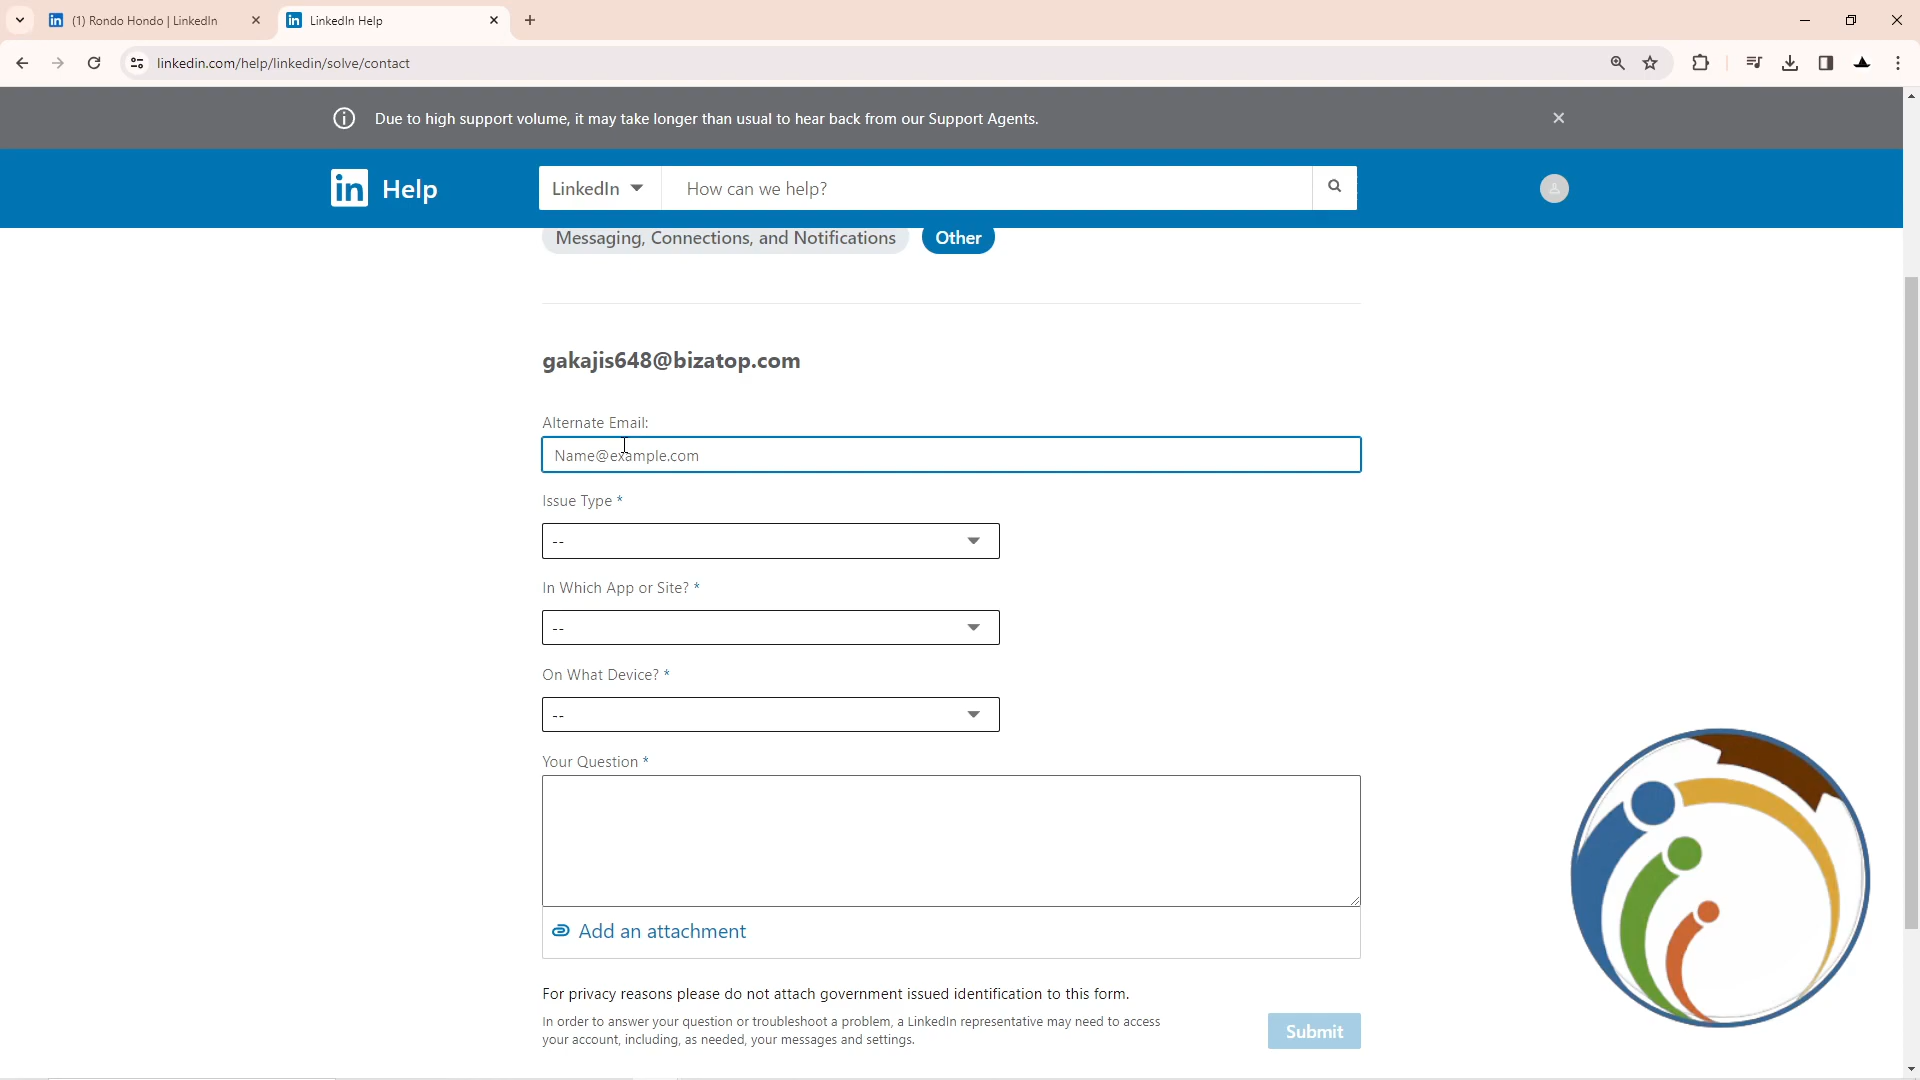 (1) Rondo Hondo | LinkedIn
LinkedIn Help
linkedin.com/help/linkedin/solve/contact
Due to high support volume, it may take longer than usual to hear back from our Support Agents.
in Help
LinkedIn
How can we help?
Messaging, Connections, and Notifications
Other
gakajis648@bizatop.com
Alternate Email:
Name@example.com
Issue Type *
--
In Which App or Site? *
--
On What Device? *
--
Your Question *
Add an attachment
For privacy reasons please do not attach government issued identification to this form.
In order to answer your question or troubleshoot a problem, a LinkedIn representative may need to access
your account, including, as needed, your messages and settings.
Submit